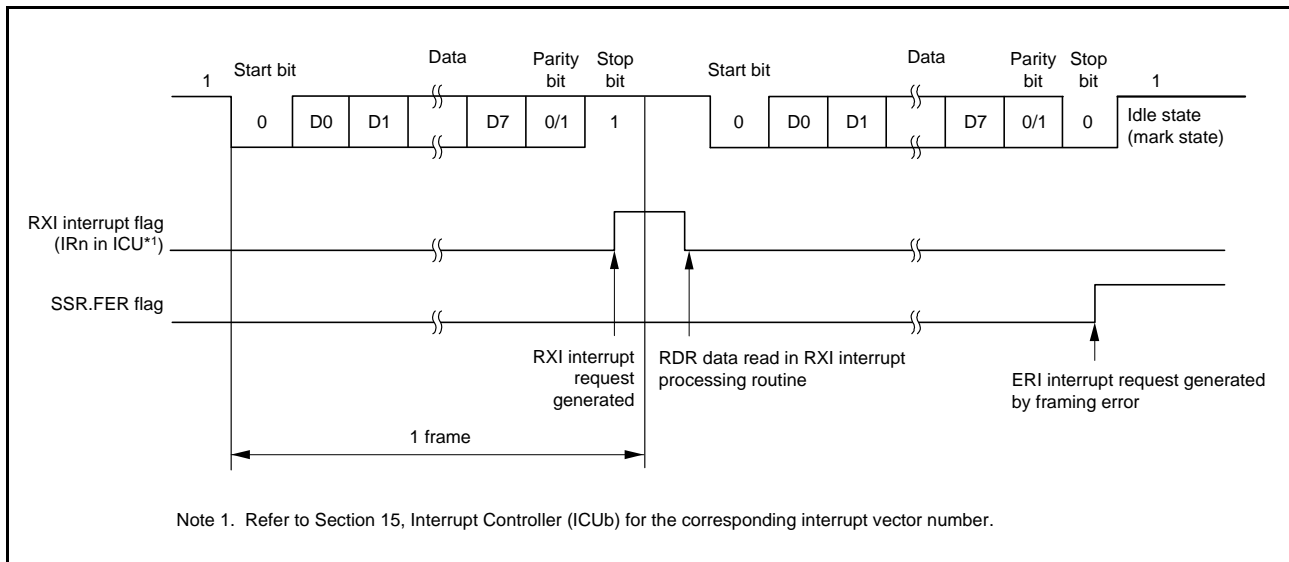 Start bit
Data
Parity bit
Stop bit
Start bit
Data
Parity bit
Stop bit
1
1
0
D0
D1
D7
0/1
1
0
D0
D1
D7
0/1
0
Idle state
(mark state)
RXI interrupt flag
(IRn in ICU*1)
SSR.FER flag
RXI interrupt
request
generated
RDR data read in RXI interrupt
processing routine
ERI interrupt request generated
by framing error
1 frame
Note 1. Refer to Section 15, Interrupt Controller (ICUb) for the corresponding interrupt vector number.